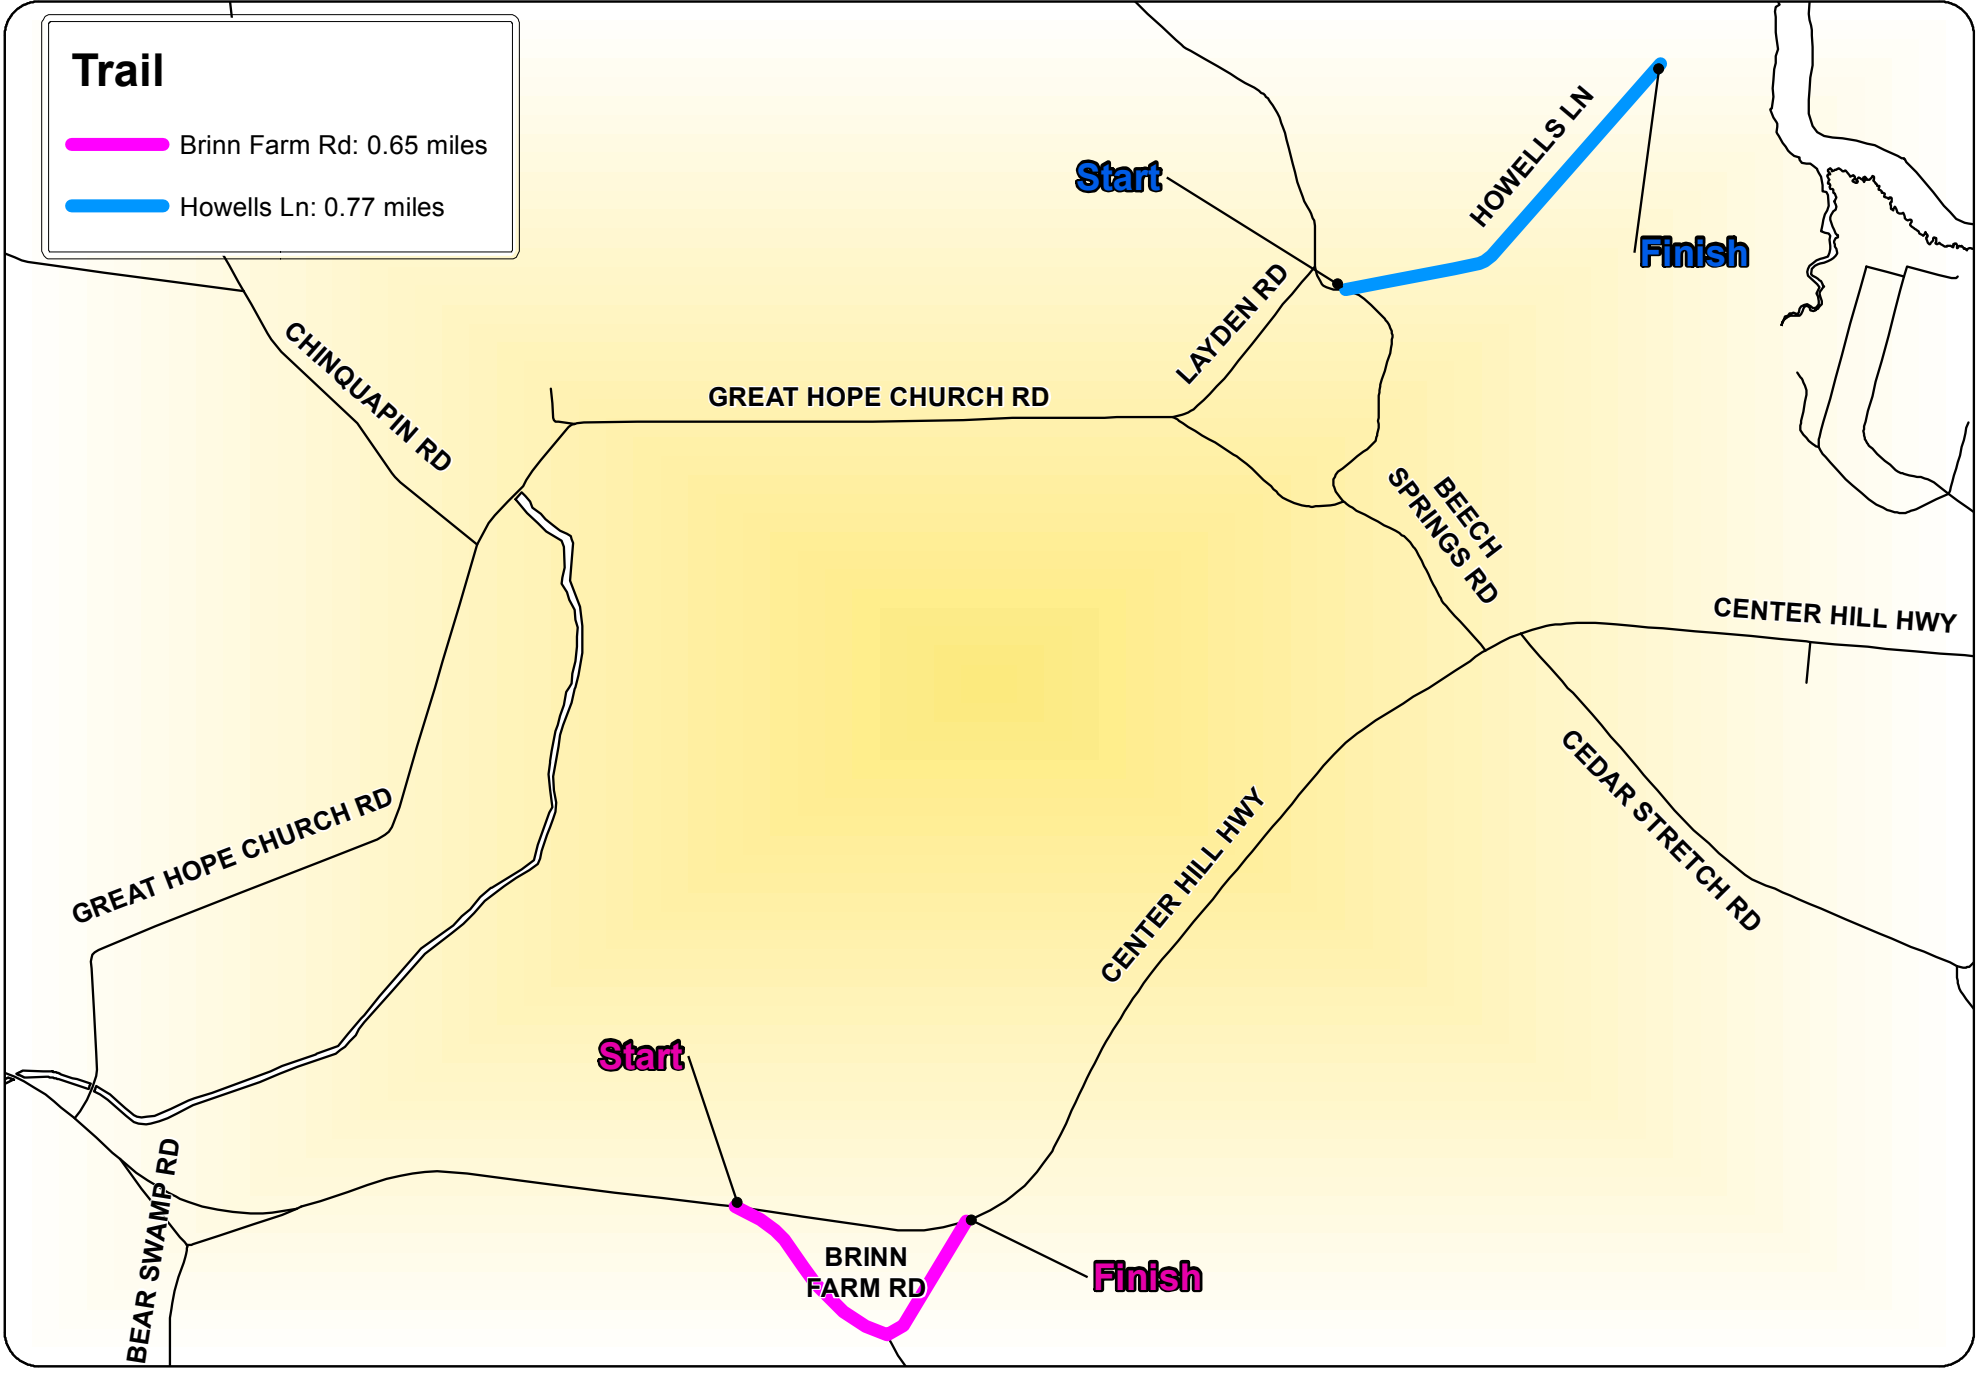 Trail
Brinn Farm Rd: 0.65 miles
Howells Ln: 0.77 miles
HOWELLS LN
Start
Finish
LAYDEN RD
CHINQUAPIN RD
GREAT HOPE CHURCH RD
BEECH
SPRINGS RD
CENTER HILL HWY
CEDAR STRETCH RD
GREAT HOPE CHURCH RD
CENTER HILL HWY
Start
BEAR SWAMP RD
BRINN
FARM RD
Finish